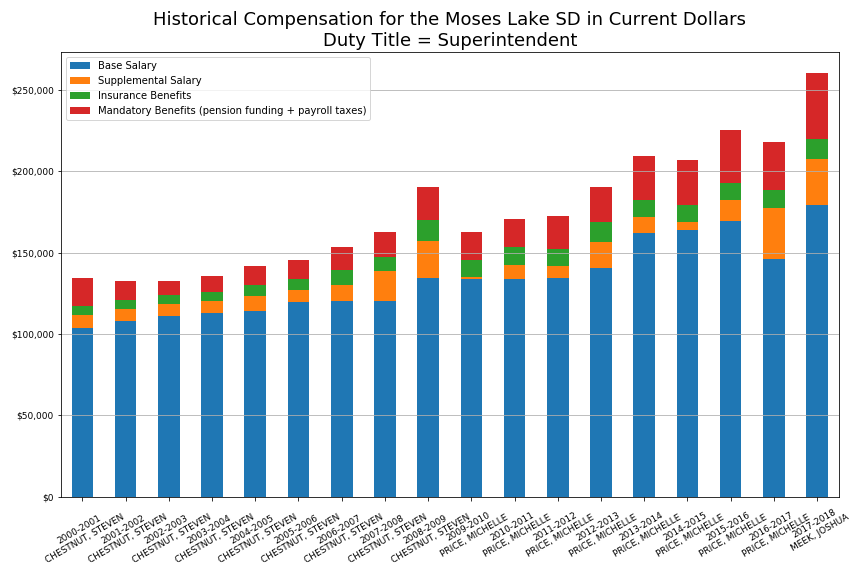 Historical Compensation for the Moses Lake SD in Current Dollars
Duty Title = Superintendent
Base Salary
Supplemental Salary
Insurance Benefits
Mandatory Benefits (pension funding + payroll taxes)
$250,000
$200,000
$150,000
$100,000
$50,000
$0
2000-2001
CHESTNUT, STEVEN
2001-2002
CHESTNUT, STEVEN
2002-2003
CHESTNUT, STEVEN
2003-2004
CHESTNUT, STEVEN
2004-2005
CHESTNUT, STEVEN
2005-2006
CHESTNUT, STEVEN
2006-2007
CHESTNUT, STEVEN
2007-2008
CHESTNUT, STEVEN
2008-2009
CHESTNUT, STEVEN
2009-2010
PRICE, MICHELLE
2010-2011
PRICE, MICHELLE
2011-2012
PRICE, MICHELLE
2012-2013
PRICE, MICHELLE
2013-2014
PRICE, MICHELLE
2014-2015
PRICE, MICHELLE
2015-2016
PRICE, MICHELLE
2016-2017
PRICE, MICHELLE
2017-2018
MEEK, JOSHUA